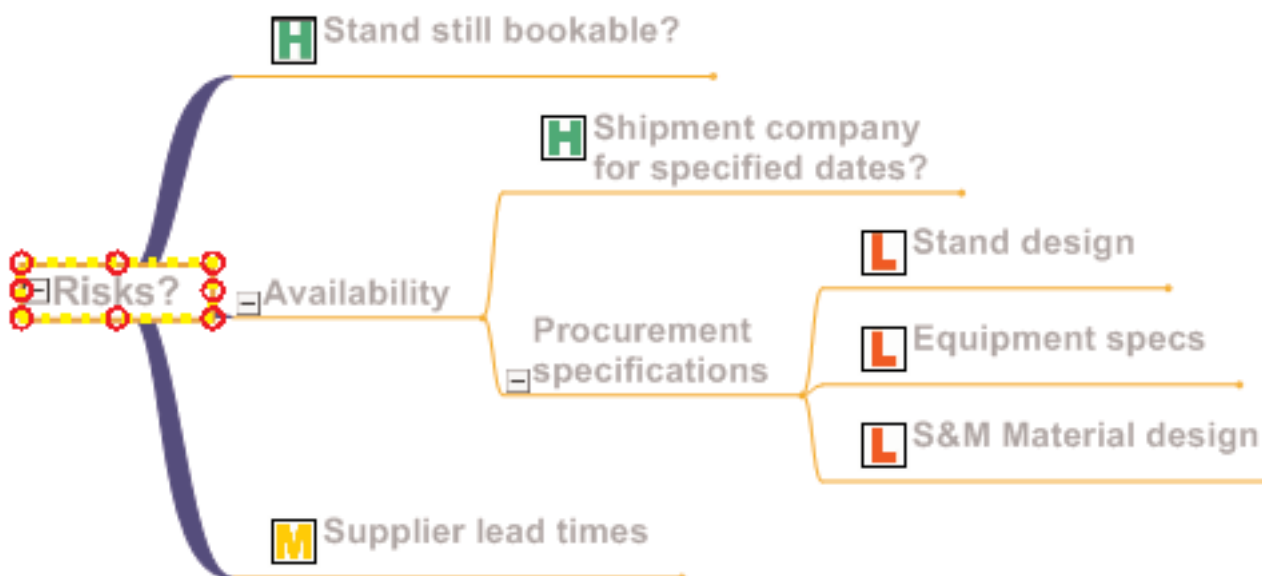 H Stand still bookable?
H Shipment company
for specified dates?
L Stand design
Risks?
Availability
Procurement
specifications
L Equipment specs
L S&M Material design
M Supplier lead times